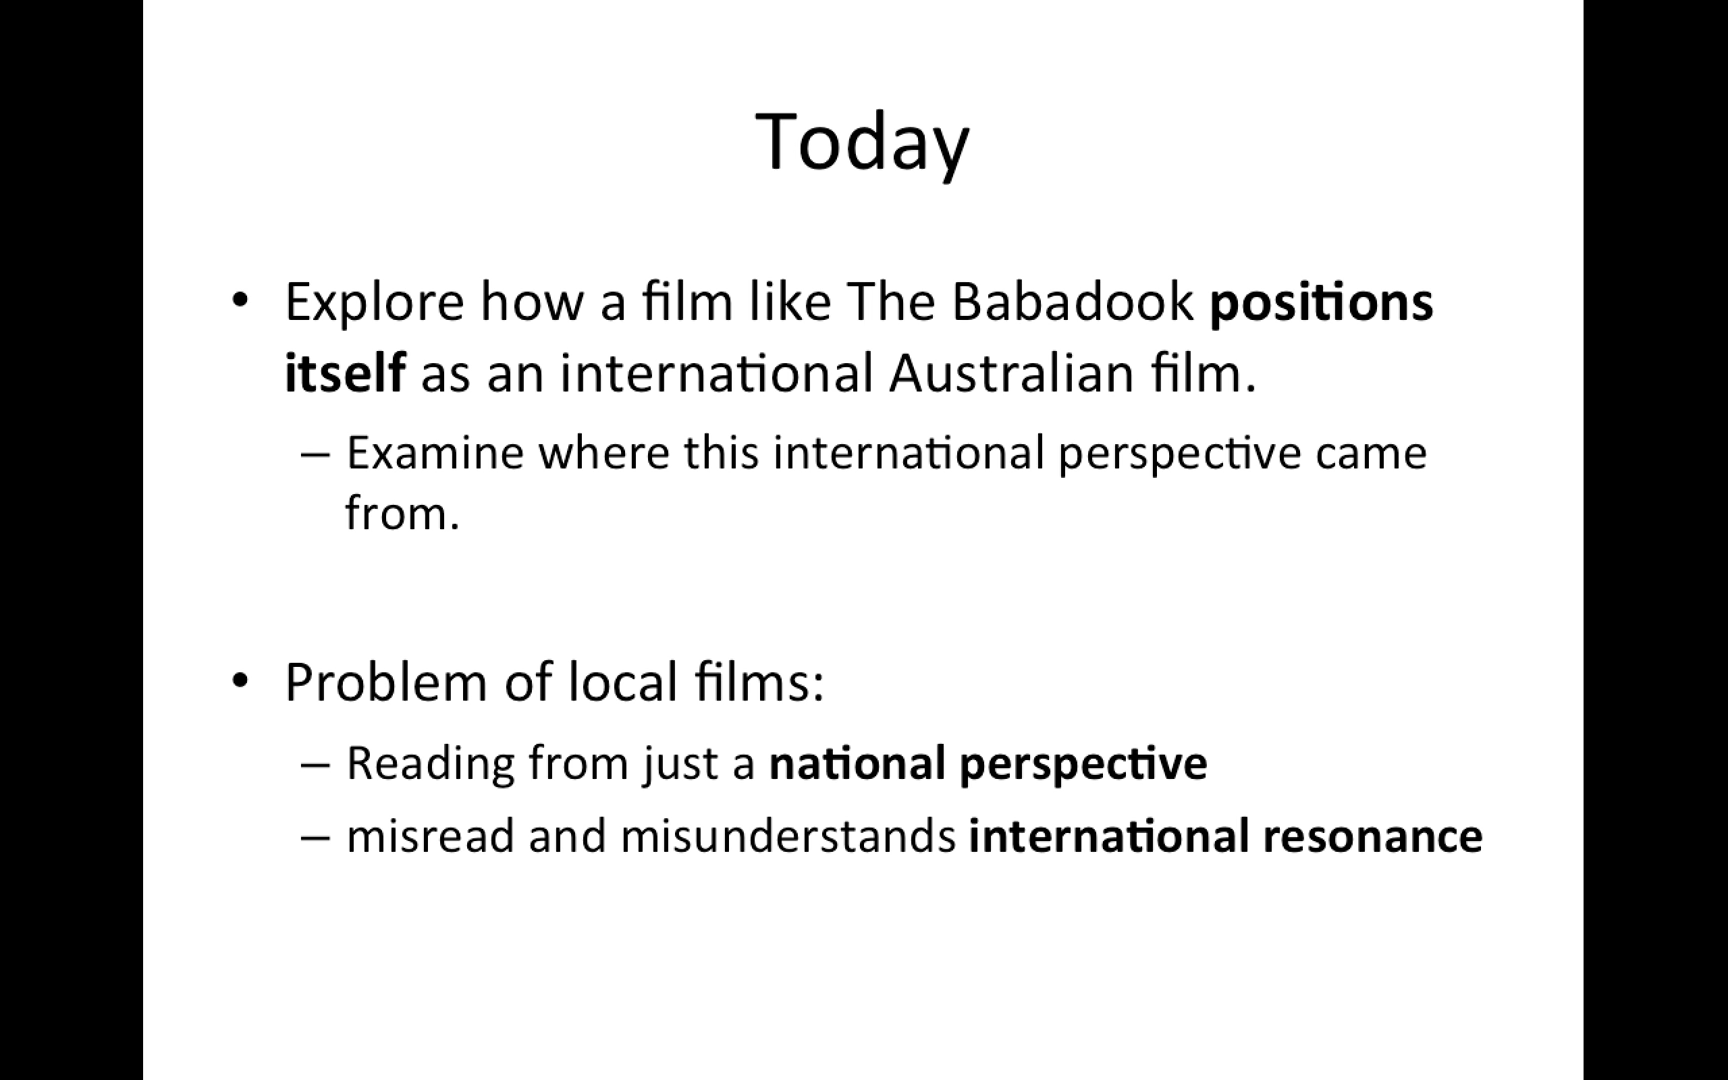 Today
• Explore how a film like The Babadook positions
itself as an international Australian film.
– Examine where this international perspective came
from.
• Problem of local films:
– Reading from just a national perspective
– misread and misunderstands international resonance